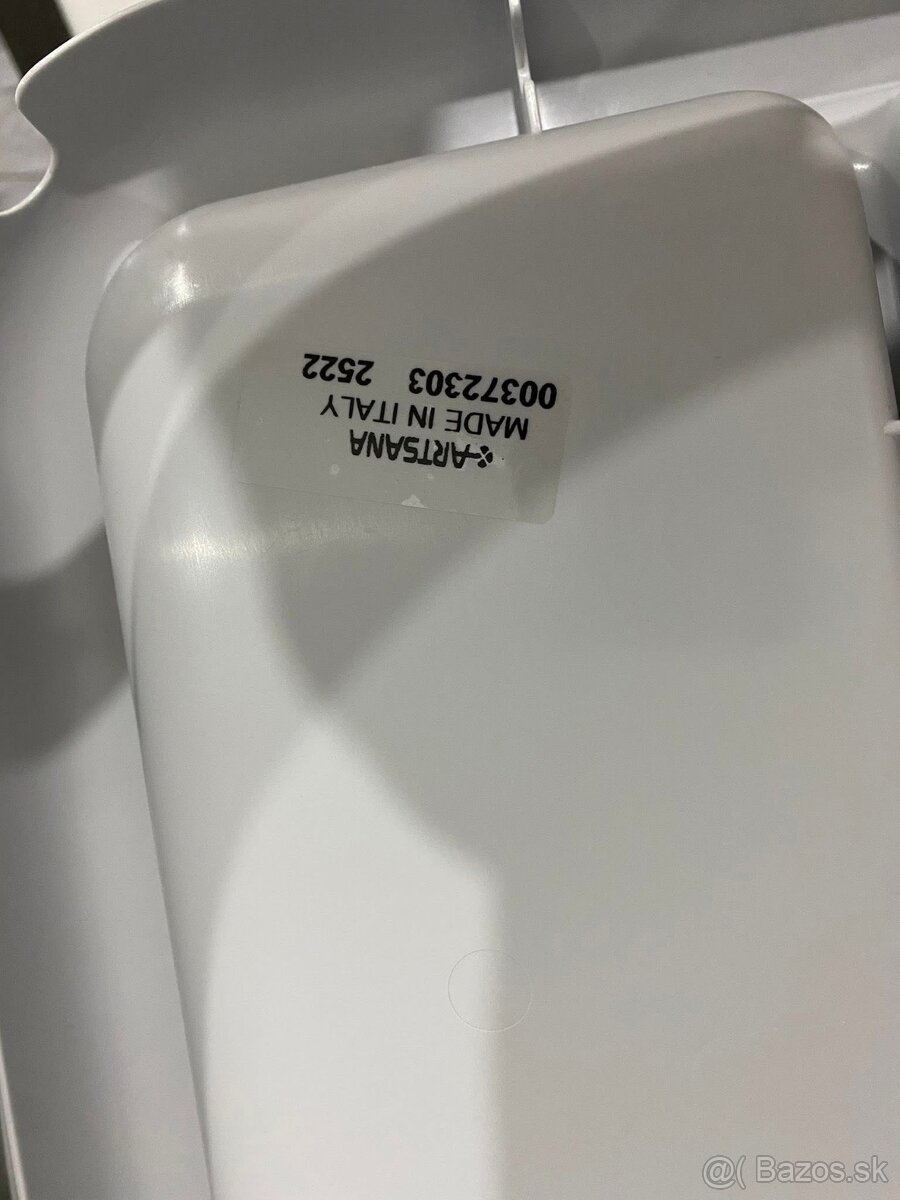 ARTSANA
MADE IN ITALY
00372303 2522
@( Bazos.sk